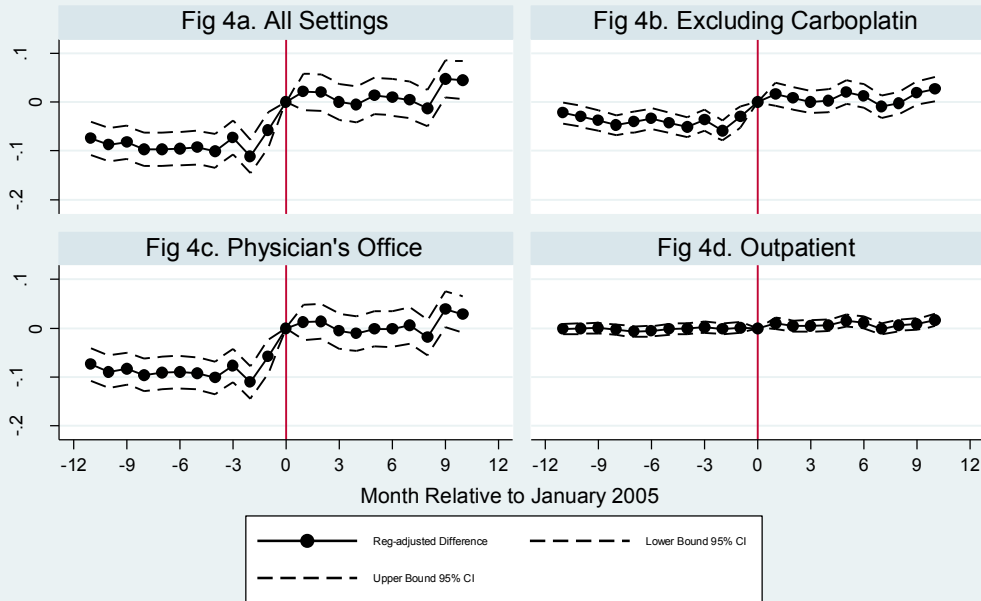 Fig 4a. All Settings
Fig 4b. Excluding Carboplatin
.1
0
-.1
-.2
Fig 4c. Physician's Office
Fig 4d. Outpatient
.1
0
-.1
-.2
-12 -9 -6 -3 0 3 6 9 12
-12 -9 -6 -3 0 3 6 9 12
Month Relative to January 2005
Reg-adjusted Difference
Lower Bound 95% CI
Upper Bound 95% CI